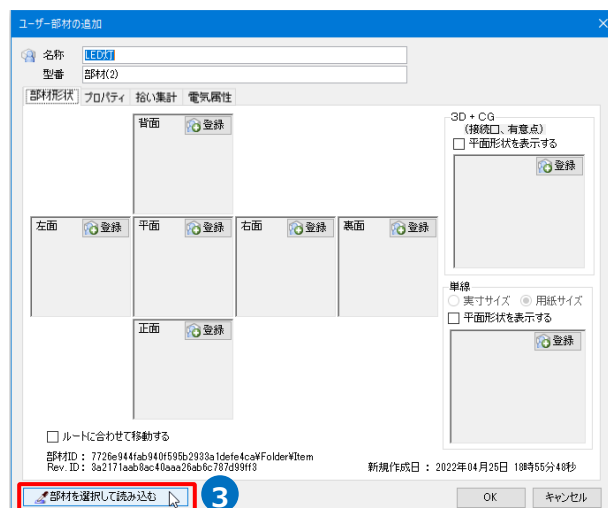 ユーザー部材の追加
名称 LED灯
型番 部材(2)
部材形状 プロパティ 拾い集計 電気属性
背面 登録
3D + CG
(接続口、有意点)
平面形状を表示する
登録
左面 登録 平面 登録 右面 登録 裏面 登録
単線
実寸サイズ 用紙サイズ
平面形状を表示する
登録
正面 登録
ルートに合わせて移動する
部材ID : 7726e944fab940f595b2933a1defe4ca¥Folder¥Item
Rev. ID : 3a2171aab8ac40aaa26ab6c787d99ff3
新規作成日 : 2022年04月25日 18時55分48秒
部材を選択して読み込む 3
OK キャンセル